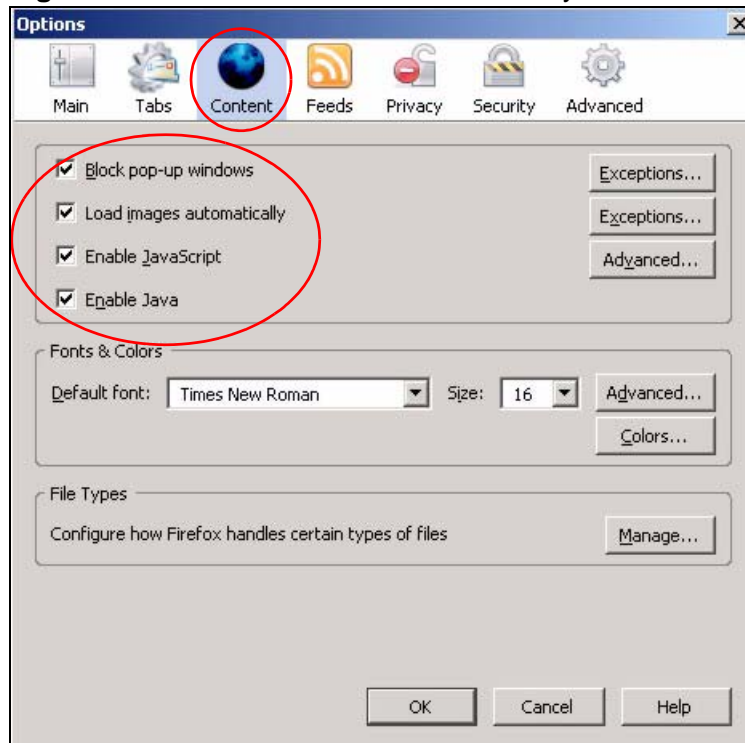 Options
Main Tabs Content Feeds Privacy Security Advanced
Block pop-up windows Exceptions...
Load images automatically Exceptions...
Enable JavaScript Advanced...
Enable Java
Fonts & Colors
Default font: Times New Roman Size: 16 Advanced...
Colors...
File Types
Configure how Firefox handles certain types of files Manage...
OK Cancel Help